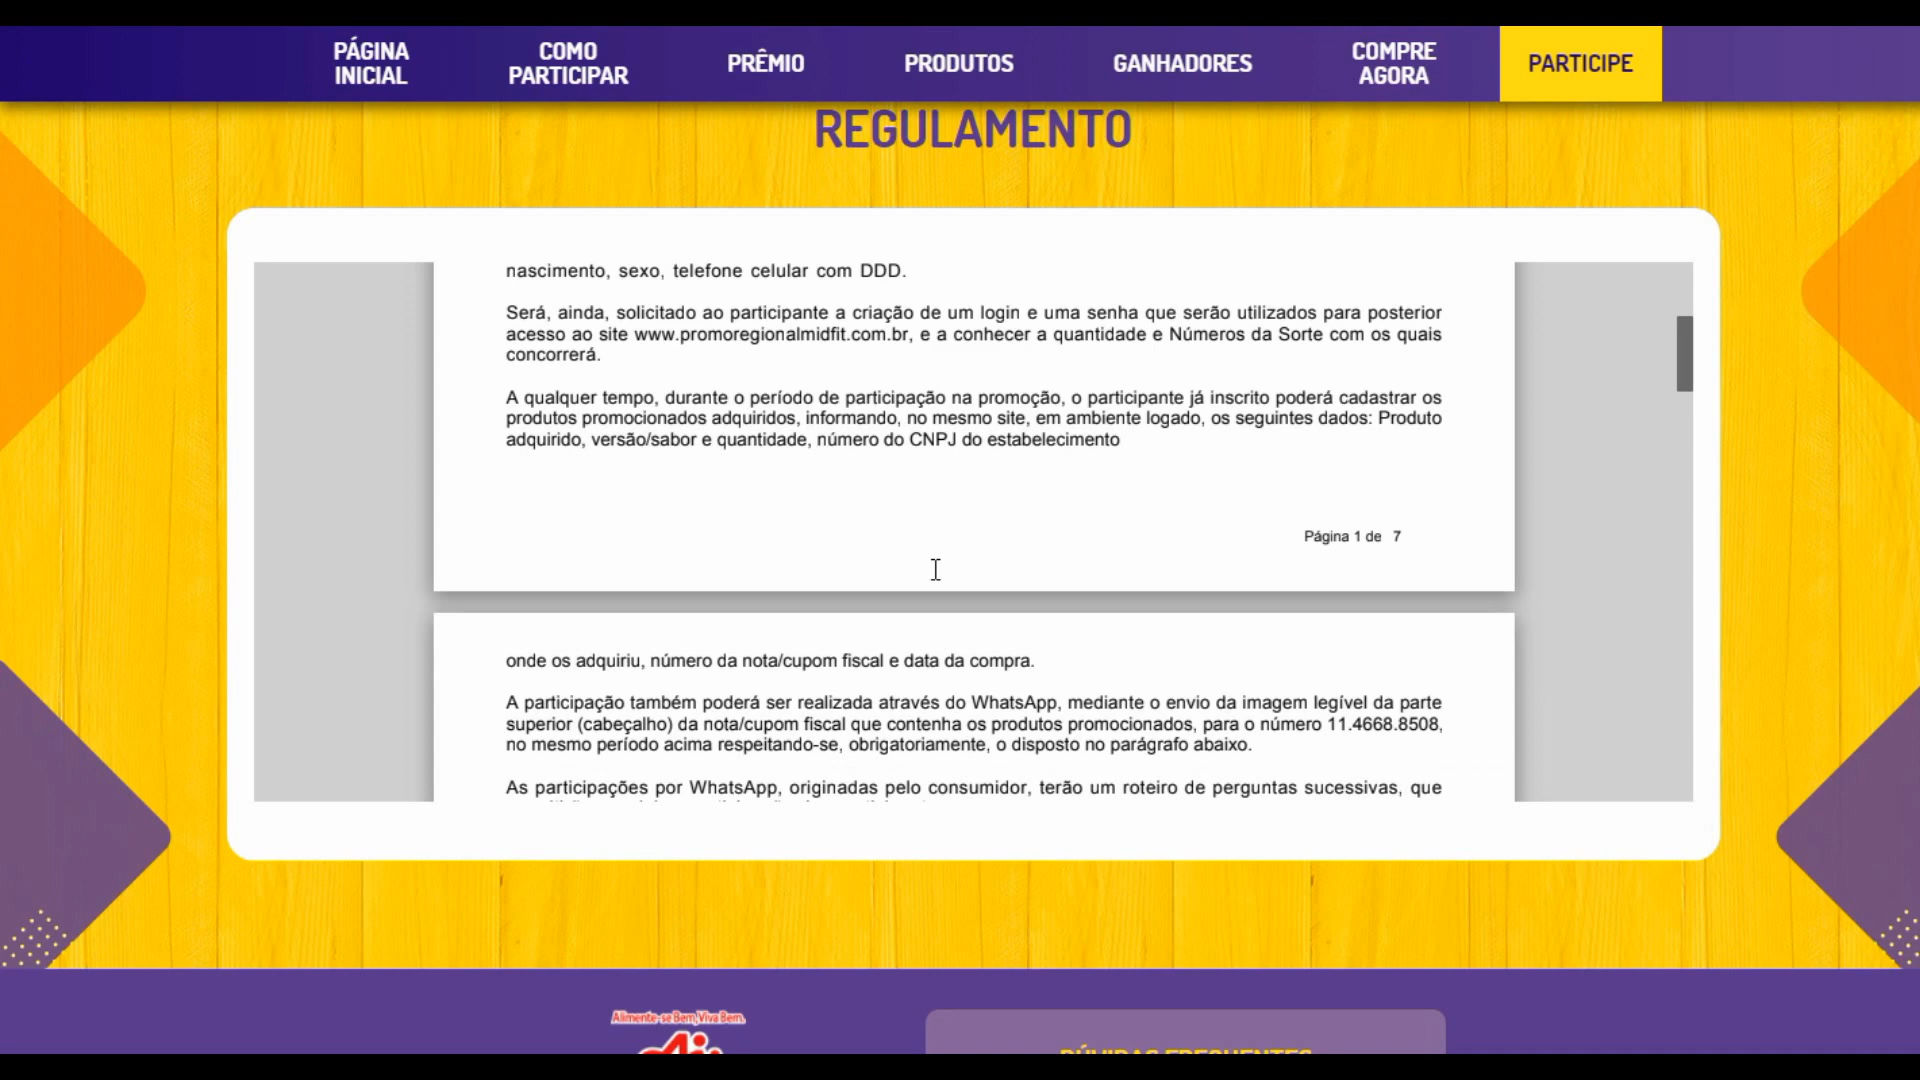 PÁGINA
INICIAL
COMO
PARTICIPAR
PRÊMIO
PRODUTOS
GANHADORES
COMPRE
AGORA
PARTICIPE
REGULAMENTO
nascimento, sexo, telefone celular com DDD.
Será, ainda, solicitado ao participante a criação de um login e uma senha que serão utilizados para posterior
acesso ao site www.promoregionalmidfit.com.br, e a conhecer a quantidade e Números da Sorte com os quais
concorrerá.
A qualquer tempo, durante o período de participação na promoção, o participante já inscrito poderá cadastrar os
produtos promocionados adquiridos, informando, no mesmo site, em ambiente logado, os seguintes dados: Produto
adquirido, versão/sabor e quantidade, número do CNPJ do estabelecimento
Página 1 de 7
onde os adquiriu, número da nota/cupom fiscal e data da compra.
A participação também poderá ser realizada através do WhatsApp, mediante o envio da imagem legível da parte
superior (cabeçalho) da nota/cupom fiscal que contenha os produtos promocionados, para o número 11.4668.8508,
no mesmo período acima respeitando-se, obrigatoriamente, o disposto no parágrafo abaixo.
As participações por WhatsApp, originadas pelo consumidor, terão um roteiro de perguntas sucessivas, que
Alimente-se Bem, Viva Bem.
DÚVIDAS FREQUENTES